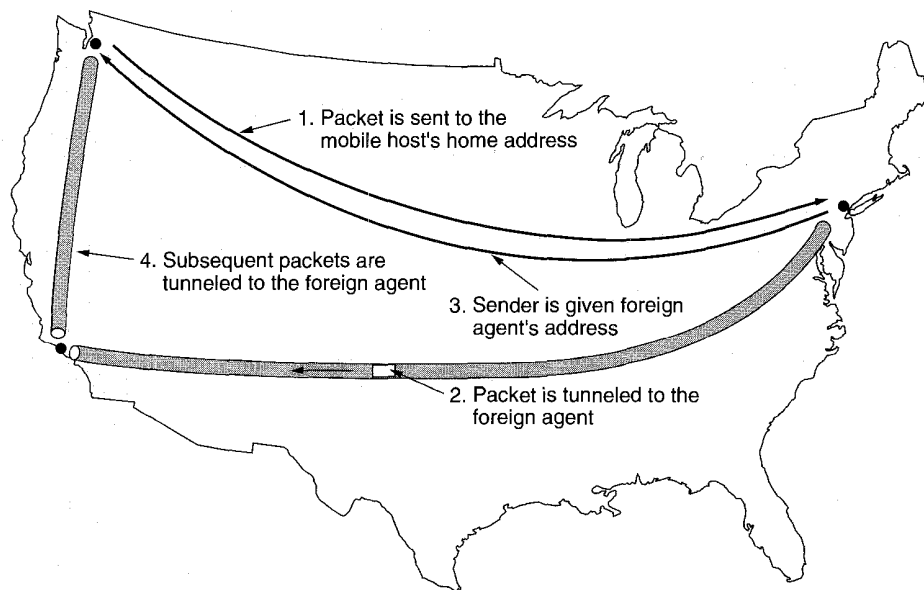 1. Packet is sent to the
mobile host's home address
4. Subsequent packets are
tunneled to the foreign agent
3. Sender is given foreign
agent's address
2. Packet is tunneled to the
foreign agent